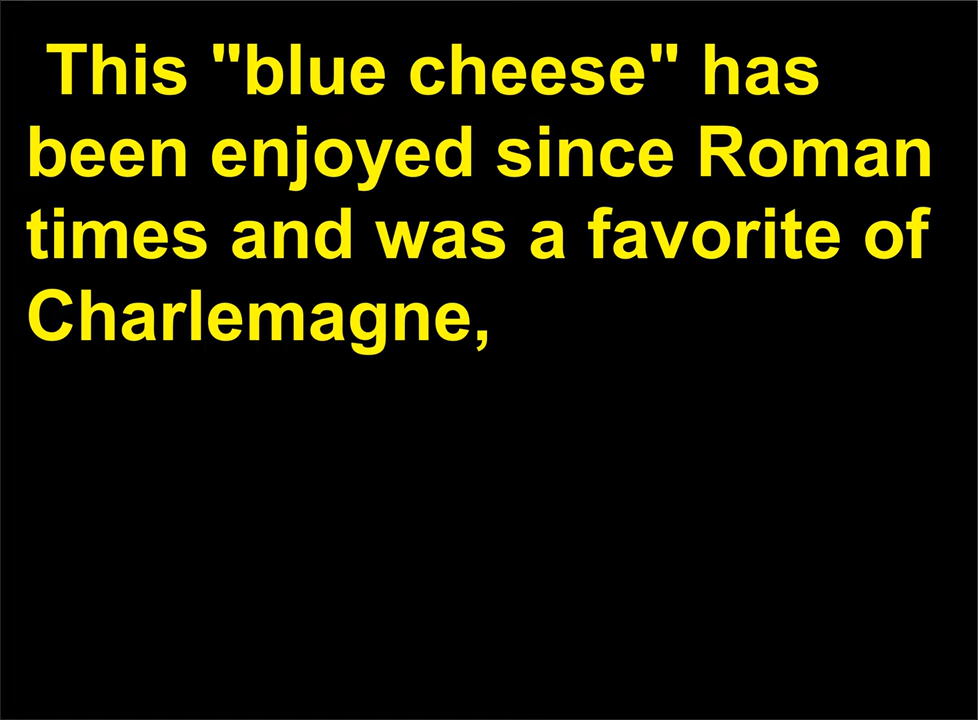 This "blue cheese" has
been enjoyed since Roman
times and was a favorite of
Charlemagne,